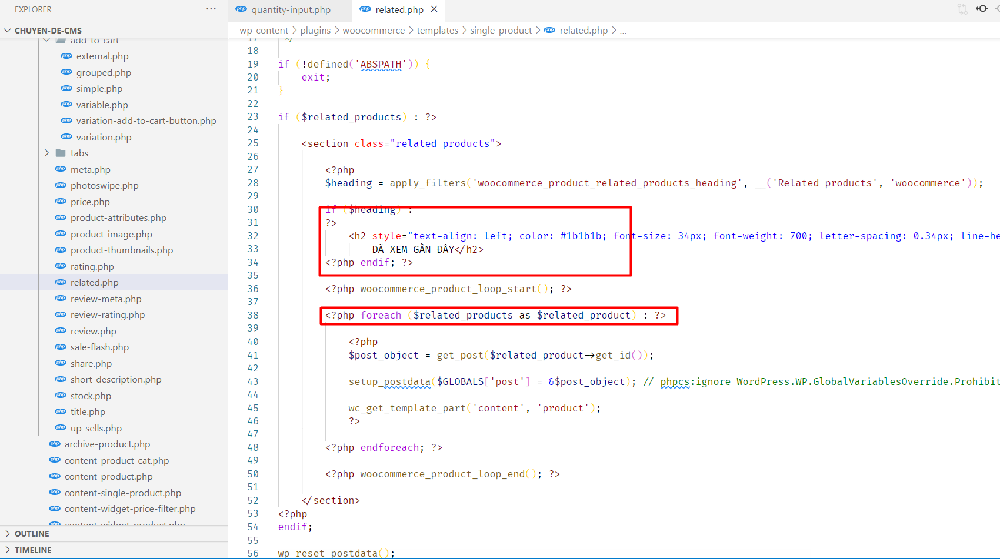 EXPLORER
···
quantity-input.php
related.php
CHUYEN-DE-CMS
wp-content > plugins > woocommerce > templates > single-product > related.php > ...
add-to-cart
external.php
grouped.php
simple.php
variable.php
variation-add-to-cart-button.php
variation.php
tabs
meta.php
photoswipe.php
price.php
product-attributes.php
product-image.php
product-thumbnails.php
rating.php
related.php
review-meta.php
review-rating.php
review.php
sale-flash.php
share.php
short-description.php
stock.php
title.php
up-sells.php
archive-product.php
content-product-cat.php
content-product.php
content-single-product.php
content-widget-price-filter.php
content-widget-product.php
OUTLINE
TIMELINE
17 */
18
19 if (!defined('ABSPATH')) {
20 exit;
21 }
22
23 if ($related_products) : ?>
24
25 <section class="related products">
26
27 <?php
28 $heading = apply_filters('woocommerce_product_related_products_heading', __('Related products', 'woocommerce'));
29
30 if ($heading) :
31 ?>
32 <h2 style="text-align: left; color: #1b1b1b; font-size: 34px; font-weight: 700; letter-spacing: 0.34px; line-he
33 ĐÃ XEM GẦN ĐÂY</h2>
34 <?php endif; ?>
35
36 <?php woocommerce_product_loop_start(); ?>
37
38 <?php foreach ($related_products as $related_product) : ?>
39
40 <?php
41 $post_object = get_post($related_product->get_id());
42
43 setup_postdata($GLOBALS['post'] = &$post_object); // phpcs:ignore WordPress.WP.GlobalVariablesOverride.Prohibit
44
45 wc_get_template_part('content', 'product');
46 ?>
47
48 <?php endforeach; ?>
49
50 <?php woocommerce_product_loop_end(); ?>
51
52 </section>
53 <?php
54 endif;
55
56 wp_reset_postdata();